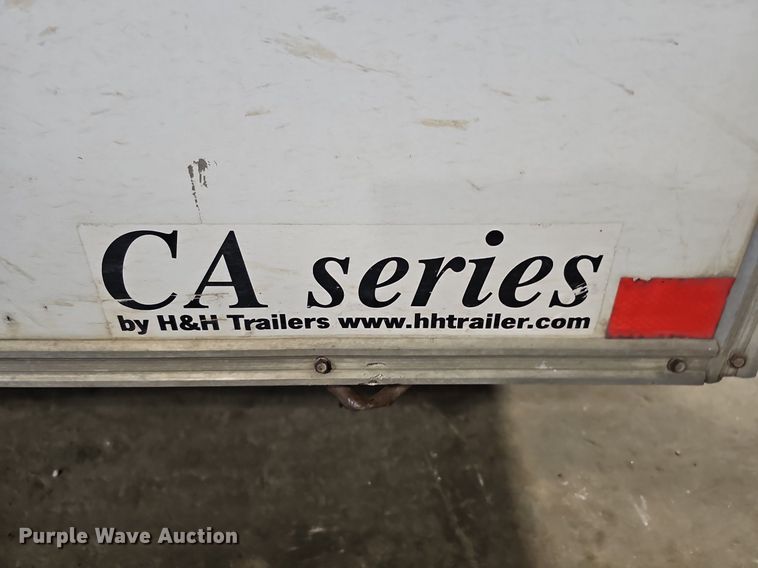 CA series
by H&H Trailers www.hhtrailer.com
Purple Wave Auction